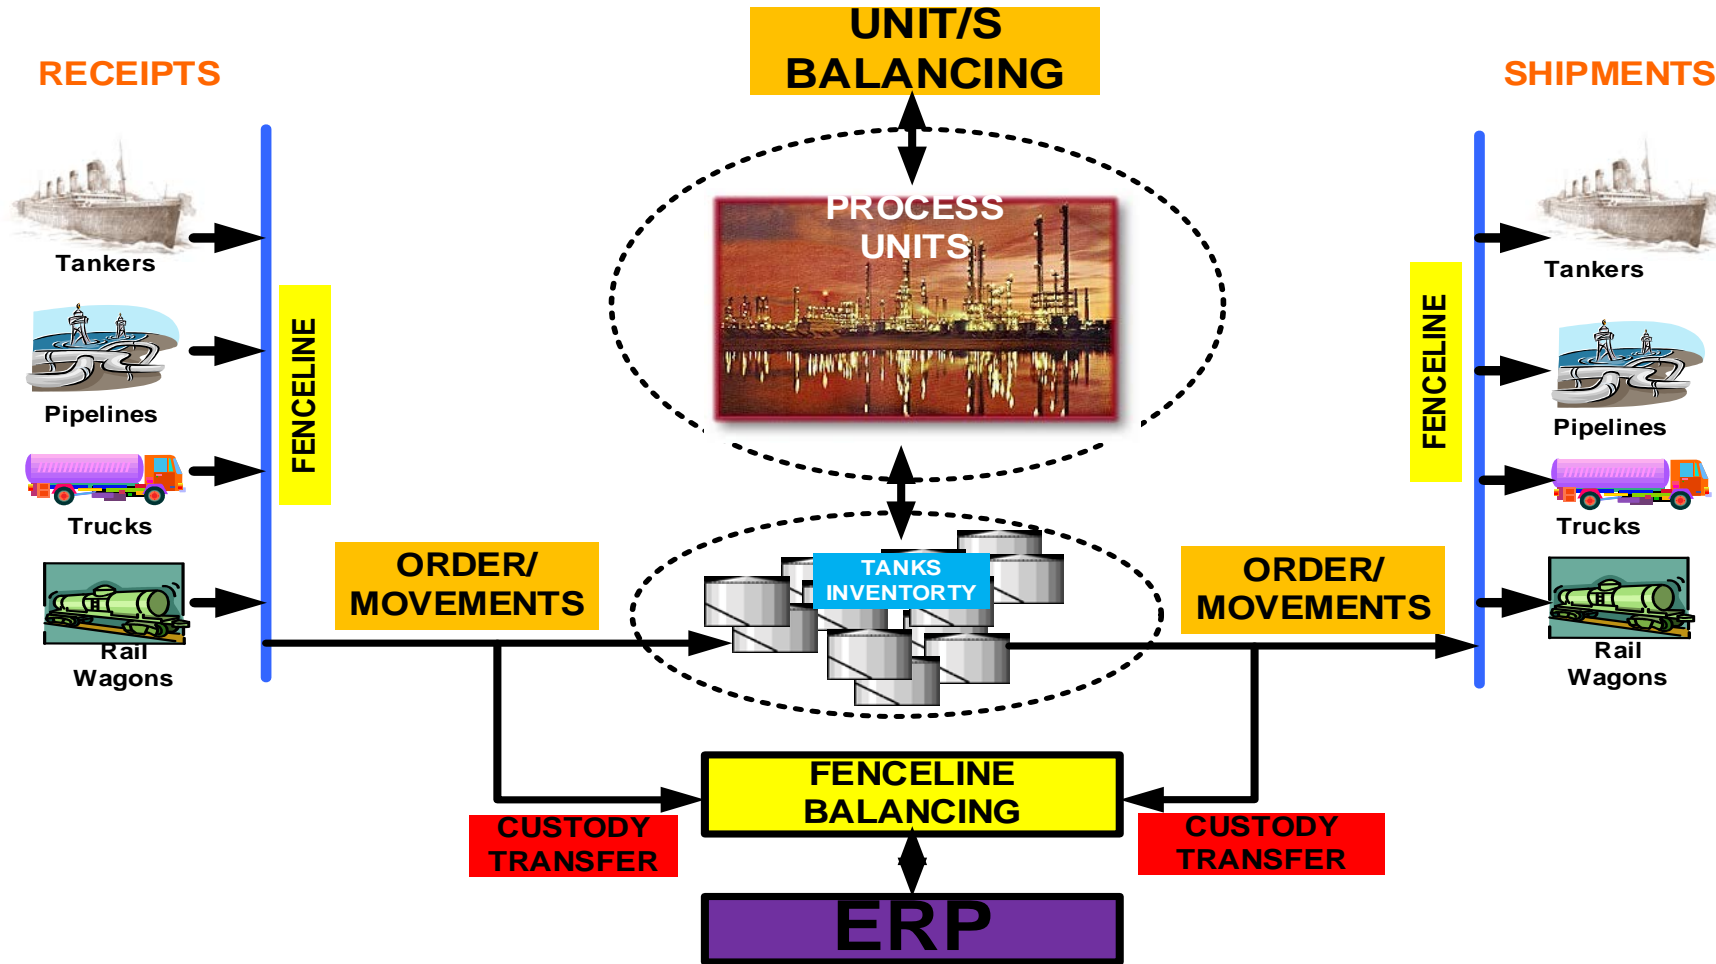 UNIT/S
BALANCING
RECEIPTS
SHIPMENTS
PROCESS
UNITS
Tankers
Tankers
FENCELINE
FENCELINE
Pipelines
Pipelines
Trucks
Trucks
ORDER/
MOVEMENTS
TANKS
INVENTORTY
ORDER/
MOVEMENTS
Rail
Wagons
Rail
Wagons
FENCELINE
BALANCING
CUSTODY
TRANSFER
CUSTODY
TRANSFER
ERP